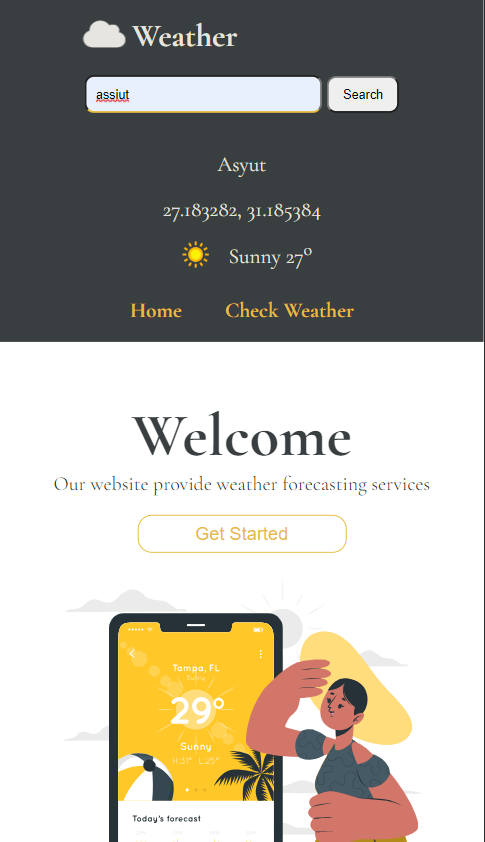 Weather
assiut Search
Asyut
27.183282, 31.185384
Sunny 27°
Home Check Weather
Welcome
Our website provide weather forecasting services
Get Started
Tampa, FL
Sunny
29°
Sunny
H:31° L:25°
Today's forecast